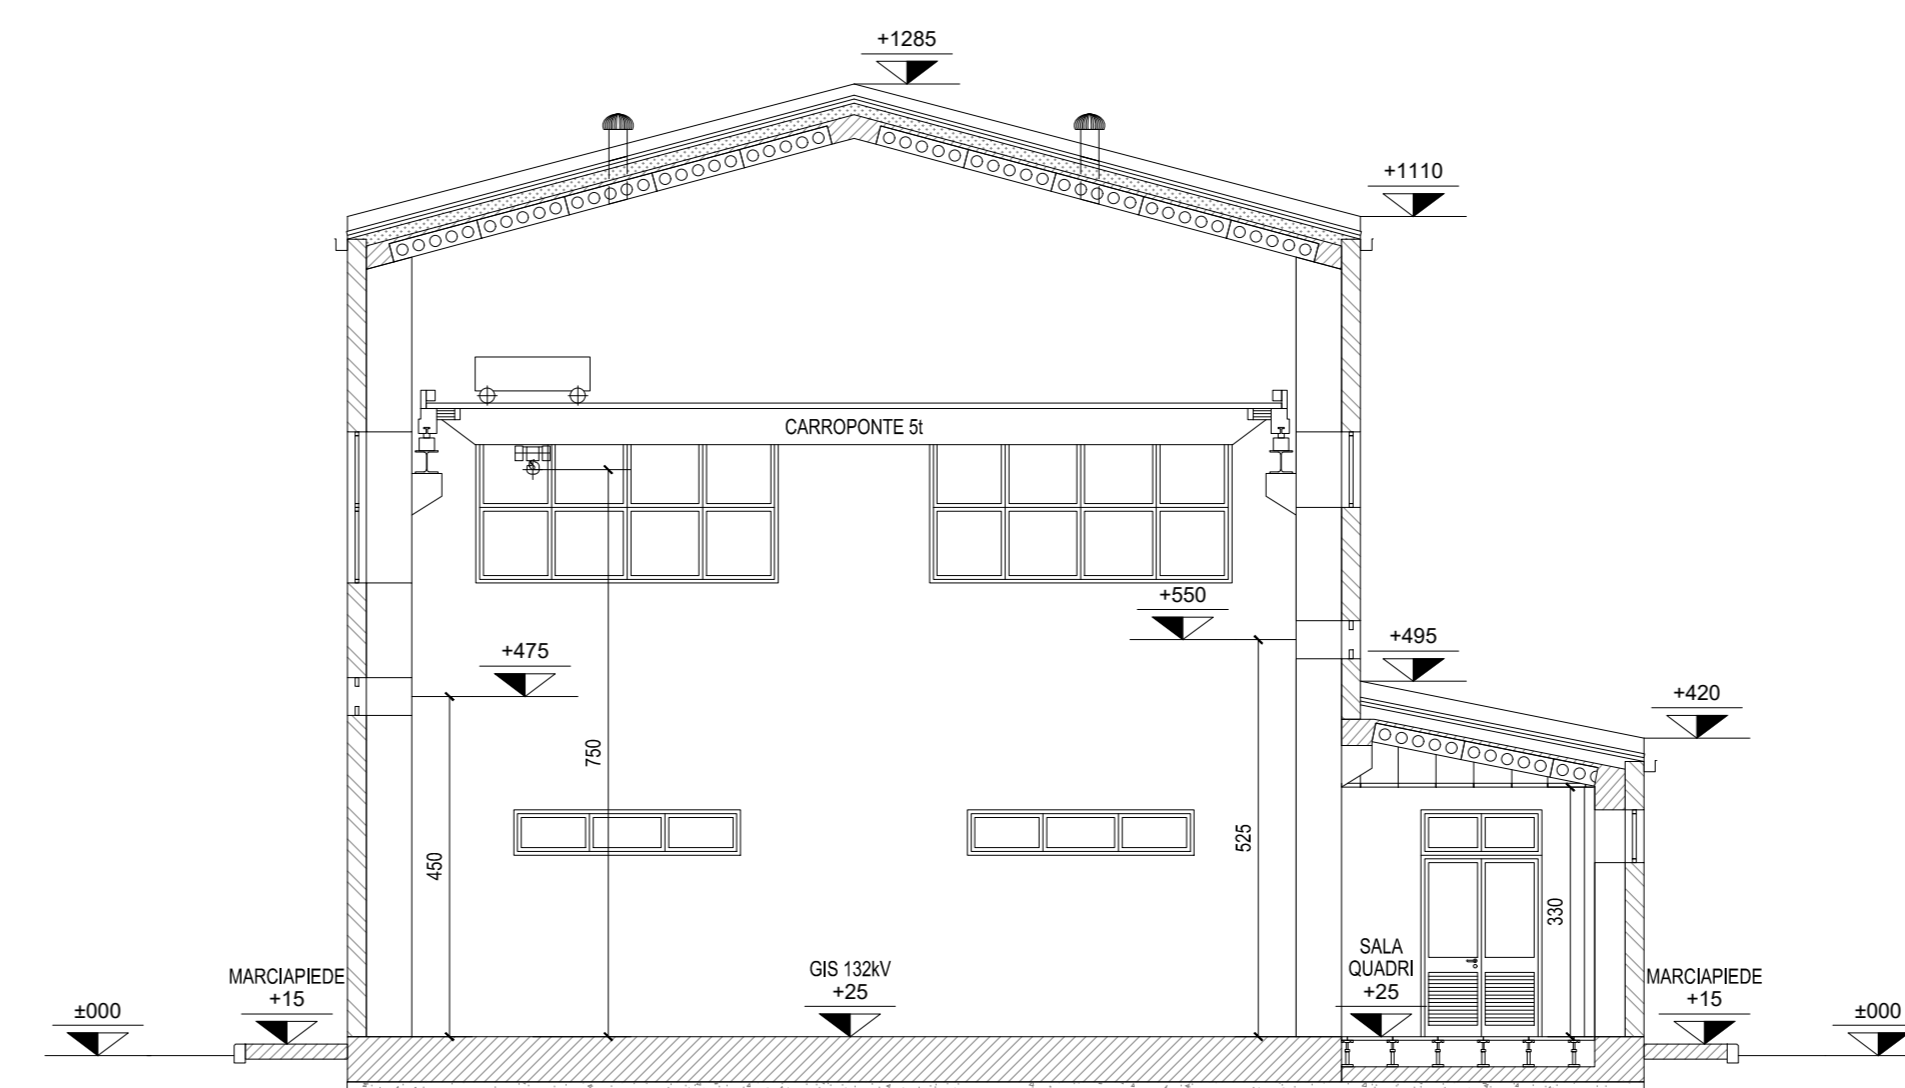 +1285
+1110
CARROPONTE 5t
+550
+475
+495
+420
750
525
450
330
SALA
QUADRI
+25
GIS 132kV
+25
MARCIAPIEDE
+15
MARCIAPIEDE
+15
±000
±000